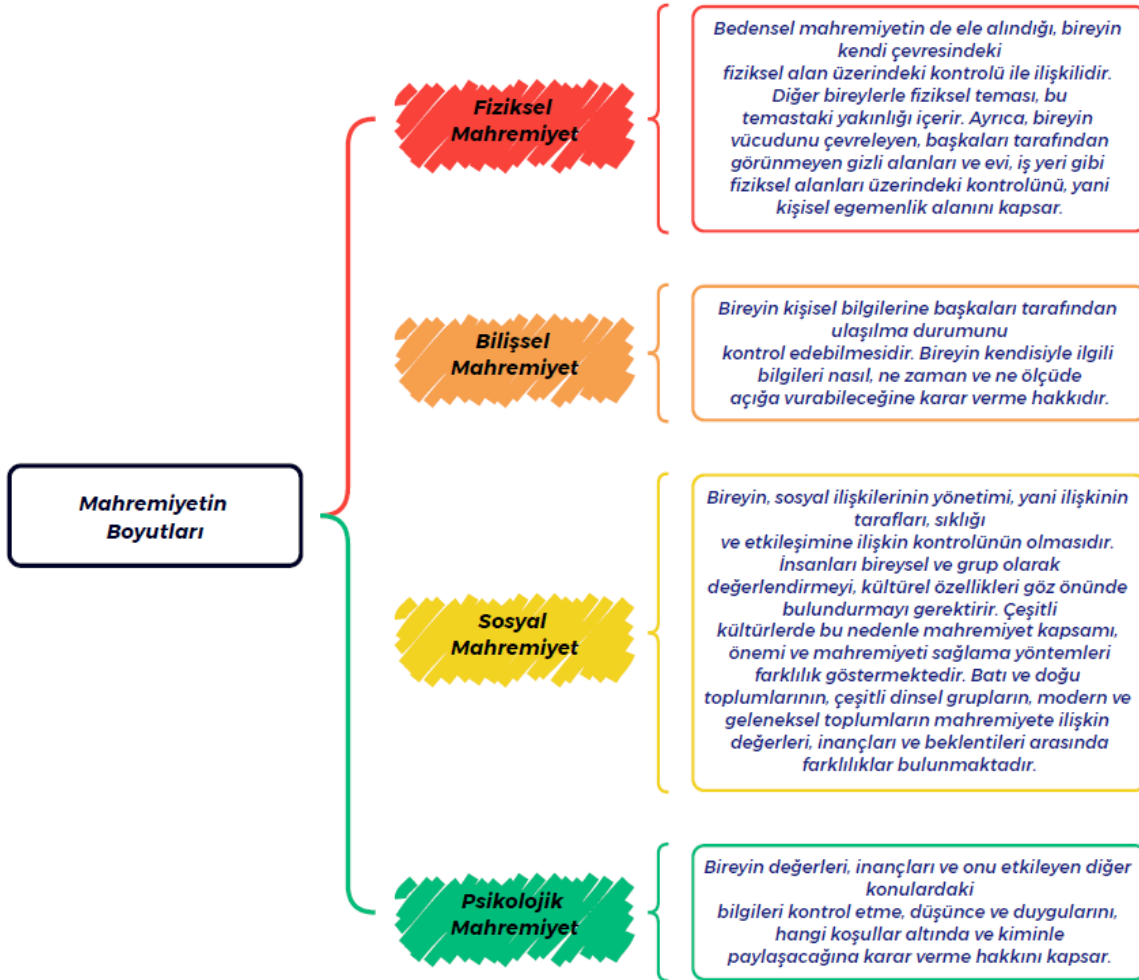 Mahremiyetin
Boyutları
Fiziksel
Mahremiyet
Bedensel mahremiyetin de ele alındığı, bireyin
kendi çevresindeki
fiziksel alan üzerindeki kontrolü ile ilişkilidir.
Diğer bireylerle fiziksel teması, bu
temastaki yakınlığı içerir. Ayrıca, bireyin
vücudunu çevreleyen, başkaları tarafından
görünmeyen gizli alanları ve evi, iş yeri gibi
fiziksel alanları üzerindeki kontrolünü, yani
kişisel egemenlik alanını kapsar.
Bilişsel
Mahremiyet
Bireyin kişisel bilgilerine başkaları tarafından
ulaşılma durumunu
kontrol edebilmesidir. Bireyin kendisiyle ilgili
bilgileri nasıl, ne zaman ve ne ölçüde
açığa vurabileceğine karar verme hakkıdır.
Sosyal
Mahremiyet
Bireyin, sosyal ilişkilerinin yönetimi, yani ilişkinin
tarafları, sıklığı
ve etkileşimine ilişkin kontrolünün olmasıdır.
İnsanları bireysel ve grup olarak
değerlendirmeyi, kültürel özellikleri göz önünde
bulundurmayı gerektirir. Çeşitli
kültürlerde bu nedenle mahremiyet kapsamı,
önemi ve mahremiyeti sağlama yöntemleri
farklılık göstermektedir. Batı ve doğu
toplumlarının, çeşitli dinsel grupların, modern ve
geleneksel toplumların mahremiyete ilişkin
değerleri, inançları ve beklentileri arasında
farklılıklar bulunmaktadır.
Psikolojik
Mahremiyet
Bireyin değerleri, inançları ve onu etkileyen diğer
konulardaki
bilgileri kontrol etme, düşünce ve duygularını,
hangi koşullar altında ve kiminle
paylaşacağına karar verme hakkını kapsar.